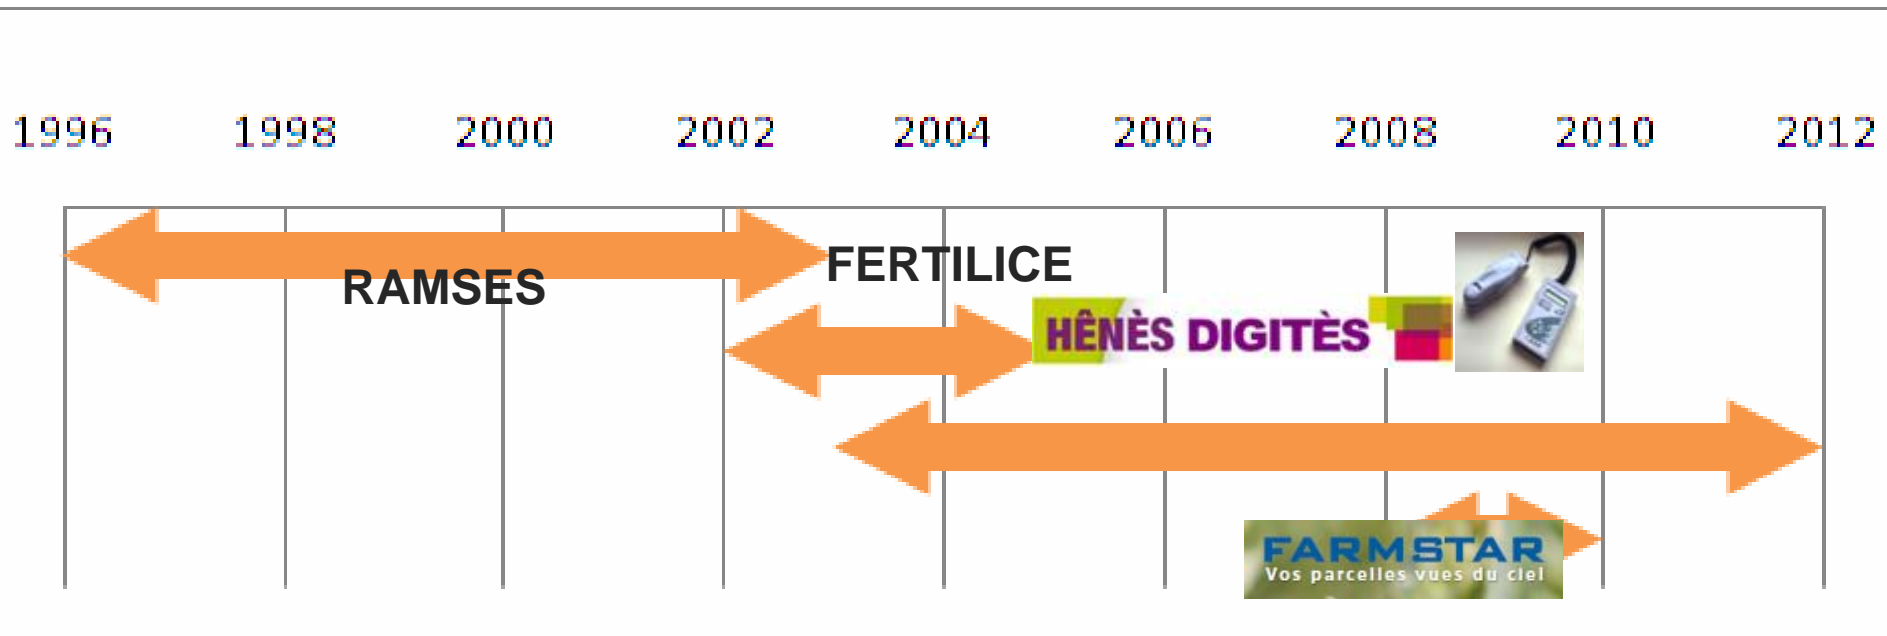 1996 1998 2000 2002 2004 2006 2008 2010 2012
RAMSES
FERTILICE
HÊNÈS DIGITÈS
FARMSTAR
Vos parcelles vues du ciel